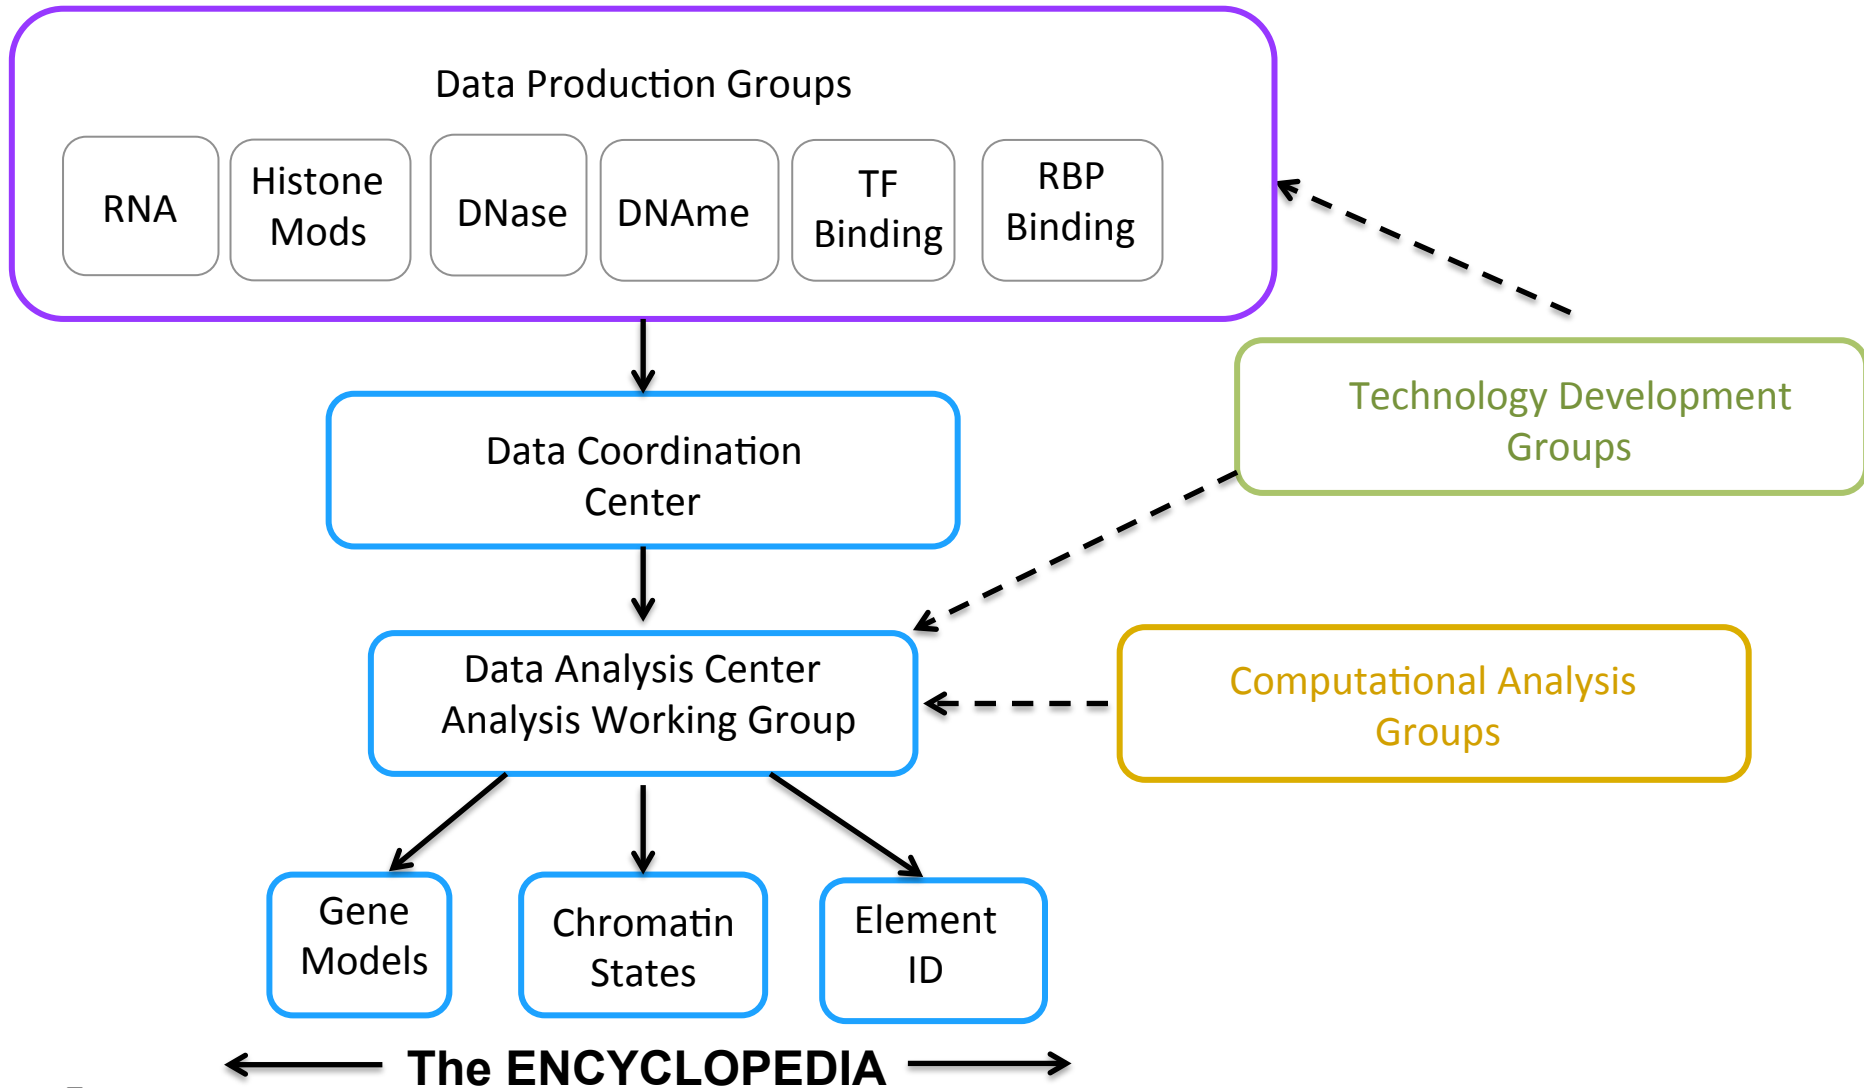 Data Production Groups
RNA
Histone
Mods
DNase
DNAme
TF
Binding
RBP
Binding
Technology Development
Groups
Data Coordination
Center
Data Analysis Center
Analysis Working Group
Computational Analysis
Groups
Gene
Models
Chromatin
States
Element
ID
The ENCYCLOPEDIA